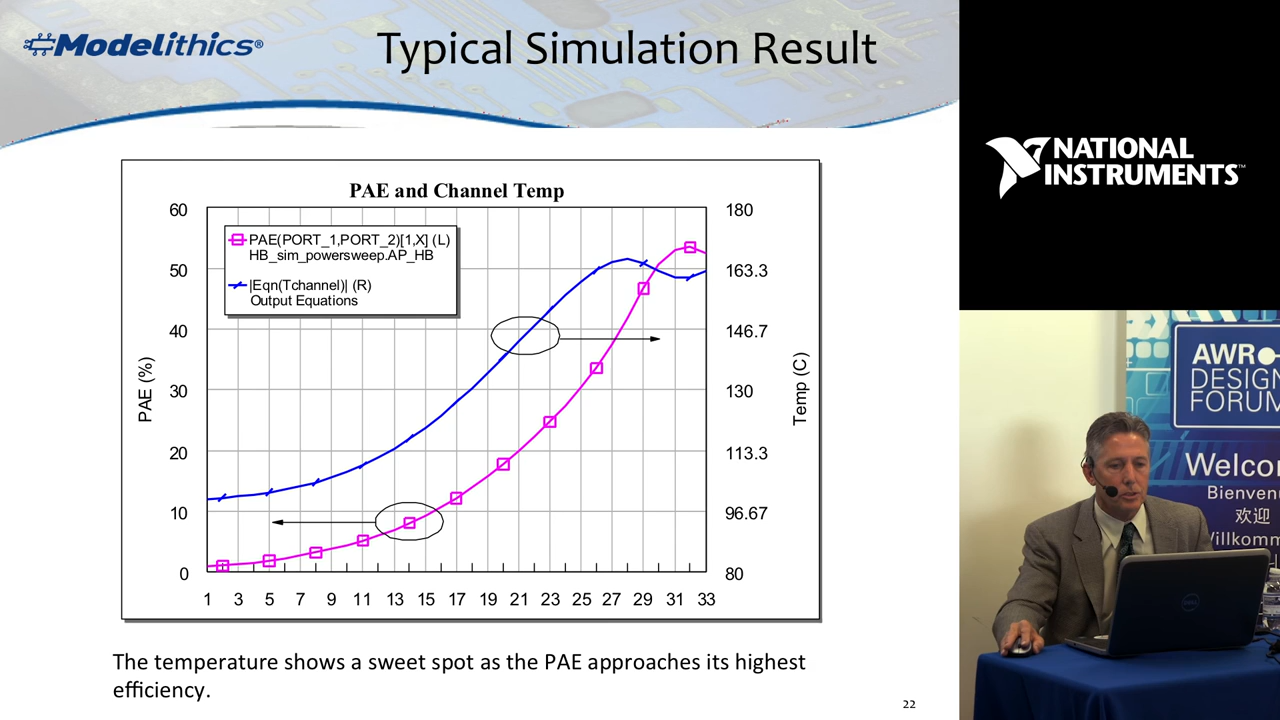 Modelithics®
Typical Simulation Result
PAE and Channel Temp
PAE(PORT_1,PORT_2)[1,X] (L)
HB_sim_powersweep.AP_HB
|Eqn(Tchannel)| (R)
Output Equations
PAE (%)
60
50
40
30
20
10
0
180
163.3
146.7
130
113.3
96.67
80
Temp (C)
1 3 5 7 9 11 13 15 17 19 21 23 25 27 29 31 33
The temperature shows a sweet spot as the PAE approaches its highest
efficiency.
22
NATIONAL
INSTRUMENTS™
AWR
DESIGN
FORUM
Welco
Bienven
欢迎
illkomm
DELL